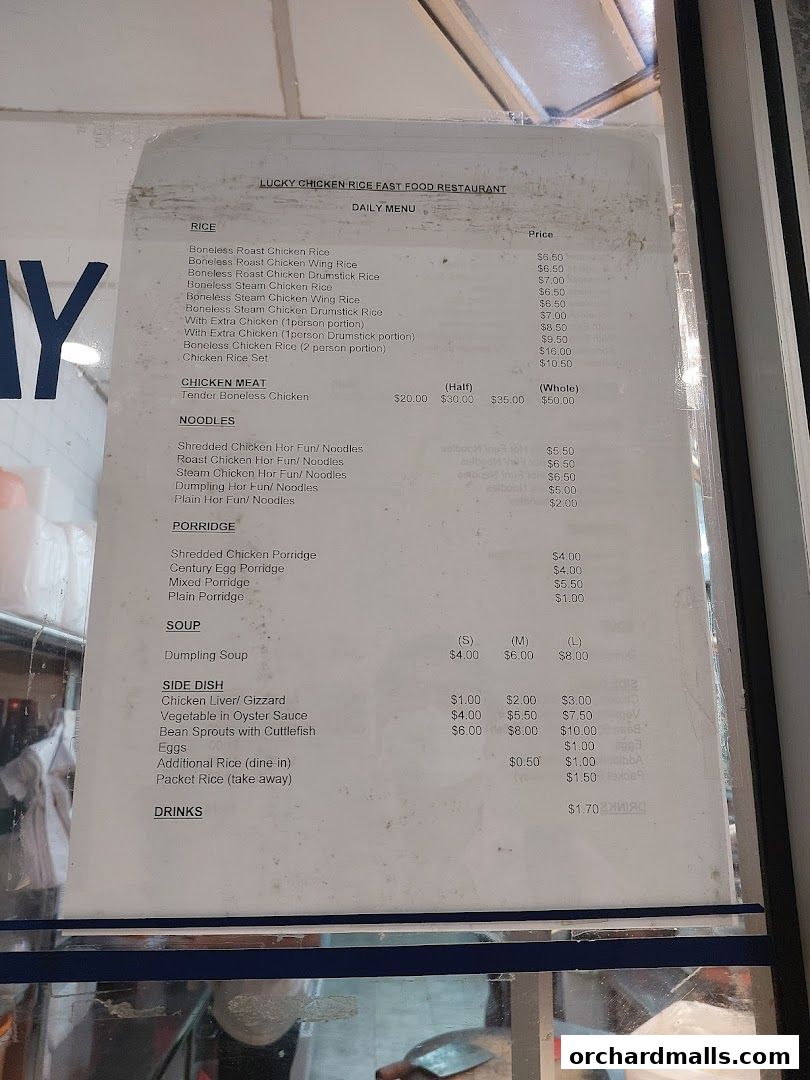 AY
LUCKY CHICKEN RICE FAST FOOD RESTAURANT
DAILY MENU
RICE Price
Boneless Roast Chicken Rice $6.50
Boneless Roast Chicken Wing Rice $6.50
Boneless Roast Chicken Drumstick Rice $7.00
Boneless Steam Chicken Rice $6.50
Boneless Steam Chicken Wing Rice $6.50
Boneless Steam Chicken Drumstick Rice $7.00
With Extra Chicken (1person portion) $8.50
With Extra Chicken (1person Drumstick portion) $9.50
Boneless Chicken Rice (2 person portion) $16.00
Chicken Rice Set $10.50
CHICKEN MEAT (Half) (Whole)
Tender Boneless Chicken $20.00 $30.00 $35.00 $50.00
NOODLES
Shredded Chicken Hor Fun/ Noodles $5.50
Roast Chicken Hor Fun/ Noodles $6.50
Steam Chicken Hor Fun/ Noodles $6.50
Dumpling Hor Fun/ Noodles $5.00
Plain Hor Fun/ Noodles $2.00
PORRIDGE
Shredded Chicken Porridge $4.00
Century Egg Porridge $4.00
Mixed Porridge $5.50
Plain Porridge $1.00
SOUP
(S) (M) (L)
Dumpling Soup $4.00 $6.00 $8.00
SIDE DISH
Chicken Liver/ Gizzard $1.00 $2.00 $3.00
Vegetable in Oyster Sauce $4.00 $5.50 $7.50
Bean Sprouts with Cuttlefish $6.00 $8.00 $10.00
Eggs $1.00
Additional Rice (dine-in) $0.50 $1.00
Packet Rice (take away) $1.50
DRINKS $1.70
orchardmalls.com